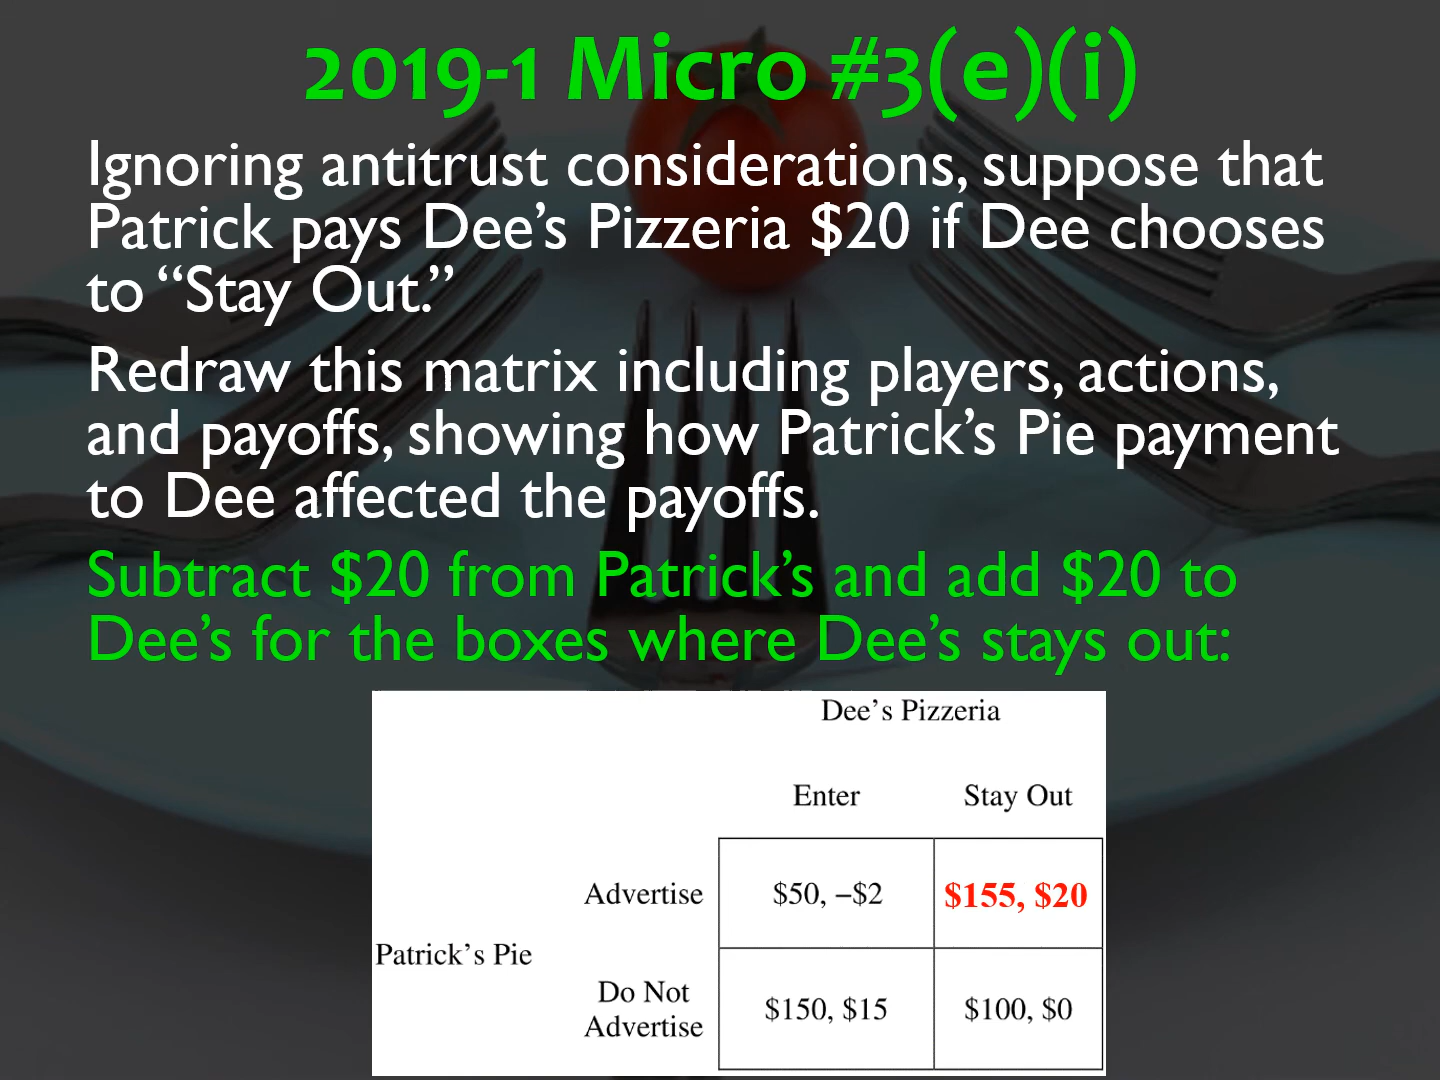 2019-1 Micro #3(e)(i)
Ignoring antitrust considerations, suppose that
Patrick pays Dee’s Pizzeria $20 if Dee chooses
to “Stay Out.”
Redraw this matrix including players, actions,
and payoffs, showing how Patrick’s Pie payment
to Dee affected the payoffs.
Subtract $20 from Patrick’s and add $20 to
Dee’s for the boxes where Dee’s stays out:
Dee’s Pizzeria
Enter Stay Out
Advertise $50, –$2 $155, $20
Patrick’s Pie
Do Not
Advertise $150, $15 $100, $0